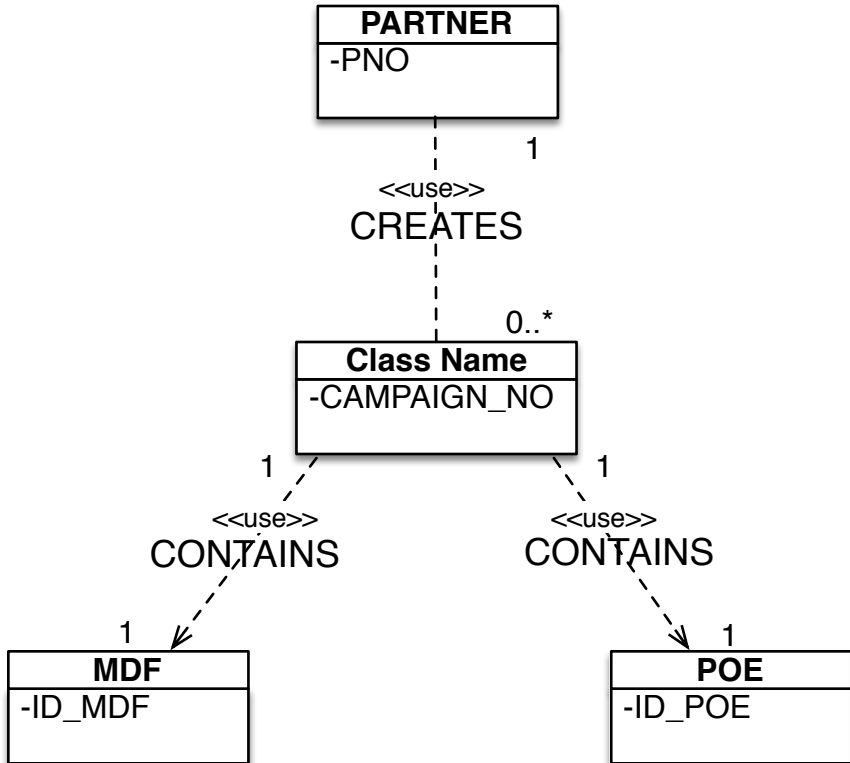 PARTNER
-PNO
1
<<use>>
CREATES
0..*
Class Name
-CAMPAIGN_NO
1
1
<<use>>
<<use>>
CONTAINS
CONTAINS
1
1
MDF
POE
-ID_MDF
-ID_POE